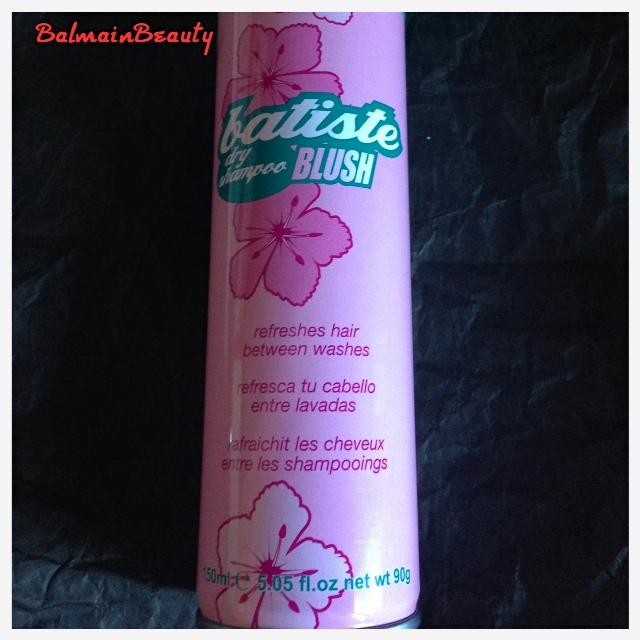 BalmainBeauty
batiste
dry
shampoo BLUSH
refreshes hair
between washes
refresca tu cabello
entre lavadas
rafraichit les cheveux
entre les shampooings
150ml ℮ 5.05 fl.oz net wt 90g